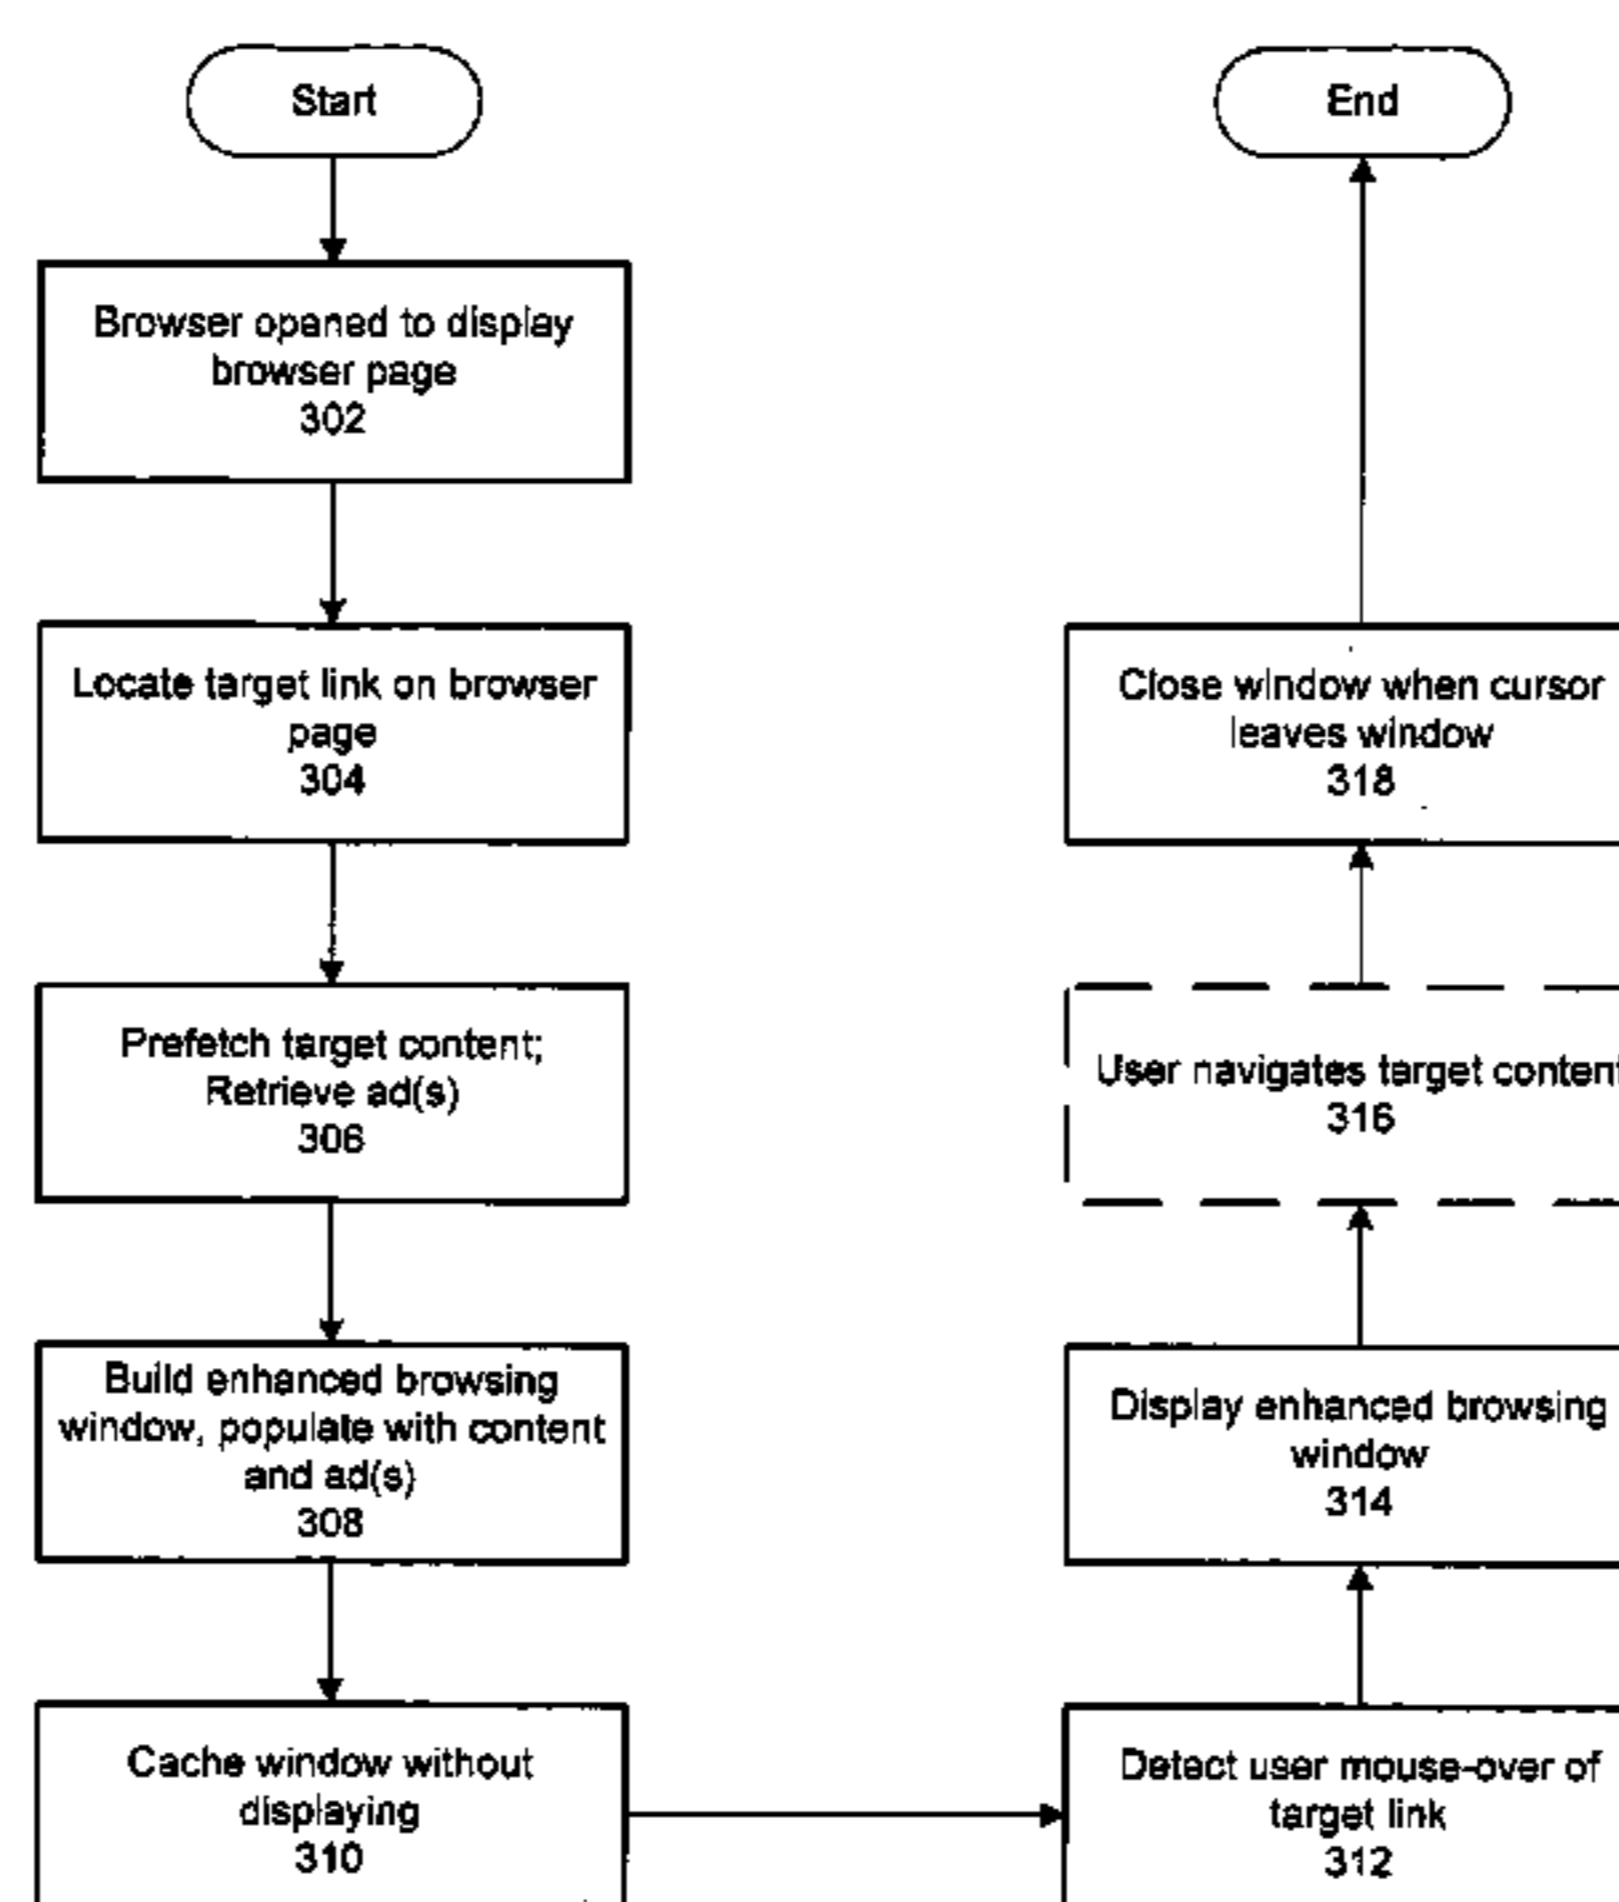 Start
Browser opened to display
browser page
302
Locate target link on browser
page
304
Prefetch target content;
Retrieve ad(s)
306
Build enhanced browsing
window, populate with content
and ad(s)
308
Cache window without
displaying
310
Detect user mouse-over of
target link
312
Display enhanced browsing
window
314
User navigates target content
316
Close window when cursor
leaves window
318
End